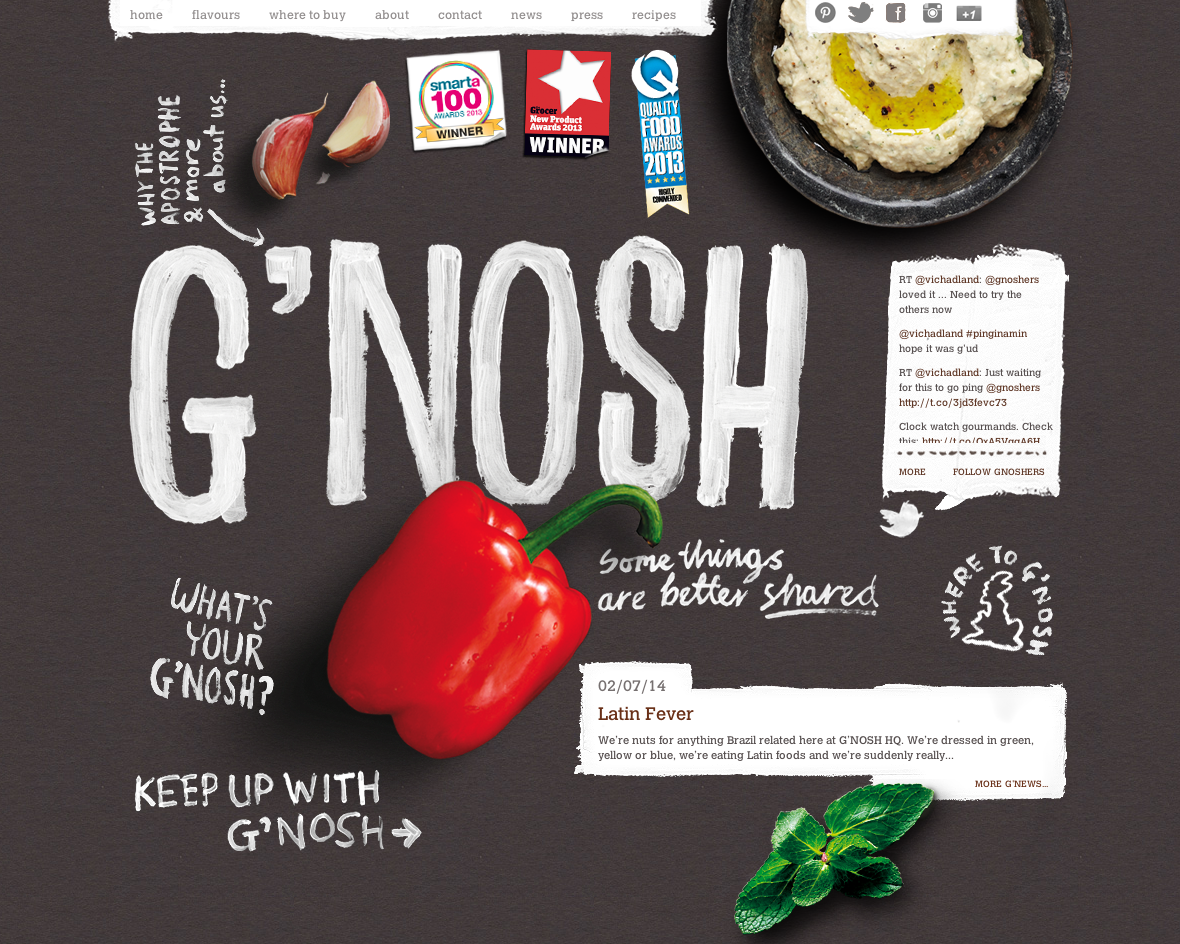 home flavours where to buy about contact news press recipes
+1
smarta
100
AWARDS 2013
WINNER
The Grocer
New Product
Awards 2013
WINNER
Q
QUALITY
FOOD
AWARDS
2013
HIGHLY
COMMENDED
WHY THE
APOSTROPHE
& more
about us...
G'NOSH
RT @vichadland: @gnoshers
loved it ... Need to try the
others now
@vichadland #pinginamin
hope it was g'ud
RT @vichadland: Just waiting
for this to go ping @gnoshers
http://t.co/3jd3fevc73
Clock watch gourmands. Check
MORE FOLLOW GNOSHERS
Some things
are better shared
WHERE TO G'NOSH
WHAT'S
YOUR
G'NOSH?
02/07/14
Latin Fever
We're nuts for anything Brazil related here at G'NOSH HQ. We're dressed in green,
yellow or blue, we're eating Latin foods and we're suddenly really...
MORE G'NEWS...
KEEP UP WITH
G'NOSH →